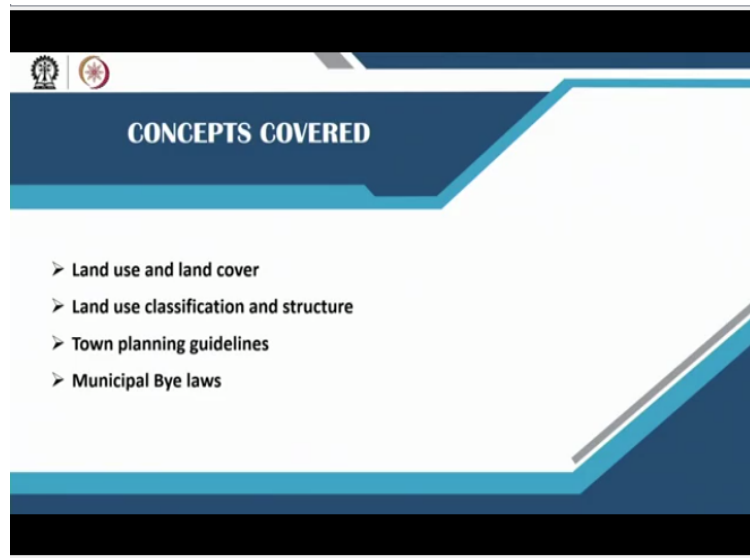 CONCEPTS COVERED
➤ Land use and land cover
➤ Land use classification and structure
➤ Town planning guidelines
➤ Municipal Bye laws